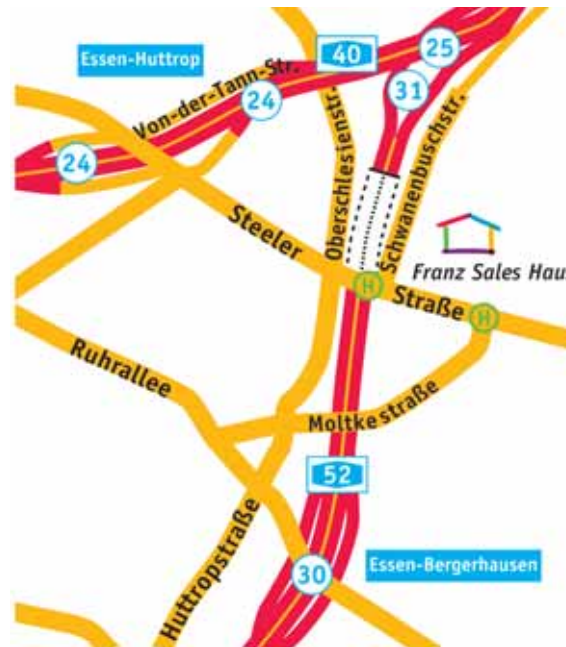 Essen-Huttrop
40
25
Von-der-Tann-Str.
24
31
24
Oberschlesienstr.
Schwanenbuschstr.
Steeler
Straße
Franz Sales Hau
H
H
Ruhrallee
Moltkestraße
52
Huttropstraße
30
Essen-Bergerhausen